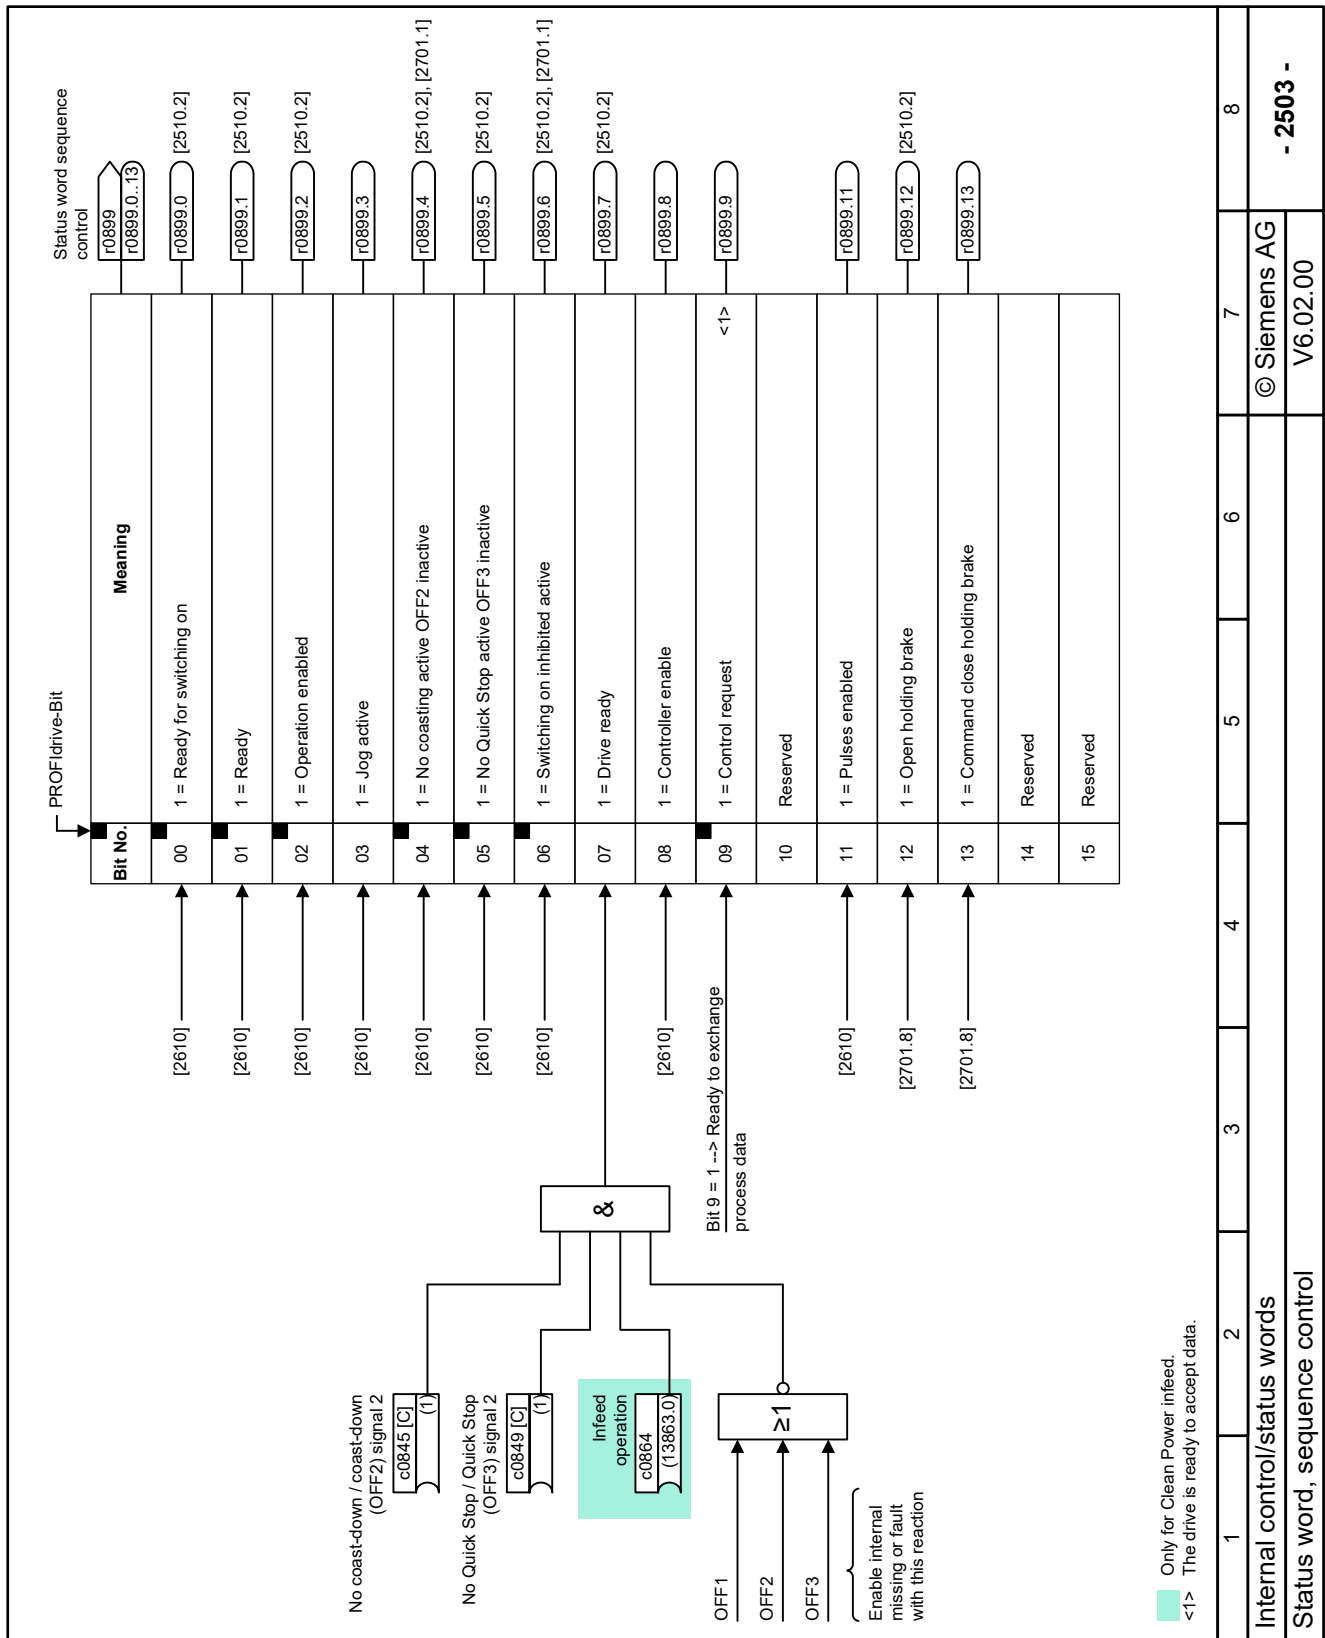 PROFIdrive-Bit
Status word sequence
control
Bit No.
Meaning
r0899
r0899.0..13
[2610]
00
1 = Ready for switching on
r0899.0
[2510.2]
[2610]
01
1 = Ready
r0899.1
[2510.2]
[2610]
02
1 = Operation enabled
r0899.2
[2510.2]
[2610]
03
1 = Jog active
r0899.3
[2610]
04
1 = No coasting active OFF2 inactive
r0899.4
[2510.2], [2701.1]
[2610]
05
1 = No Quick Stop active OFF3 inactive
r0899.5
[2510.2]
[2610]
06
1 = Switching on inhibited active
r0899.6
[2510.2], [2701.1]
07
1 = Drive ready
r0899.7
[2510.2]
[2610]
08
1 = Controller enable
r0899.8
Bit 9 = 1 --> Ready to exchange
process data
09
1 = Control request
<1>
r0899.9
10
Reserved
[2610]
11
1 = Pulses enabled
r0899.11
[2701.8]
12
1 = Open holding brake
r0899.12
[2510.2]
[2701.8]
13
1 = Command close holding brake
r0899.13
14
Reserved
15
Reserved
No coast-down / coast-down
(OFF2) signal 2
c0845 [C]
(1)
No Quick Stop / Quick Stop
(OFF3) signal 2
c0849 [C]
(1)
Infeed
operation
c0864
(13863.0)
&
≥1
OFF1
OFF2
OFF3
Enable internal
missing or fault
with this reaction
Only for Clean Power infeed.
<1> The drive is ready to accept data.
1 2 3 4 5 6 7 8
Internal control/status words
© Siemens AG
- 2503 -
Status word, sequence control
V6.02.00